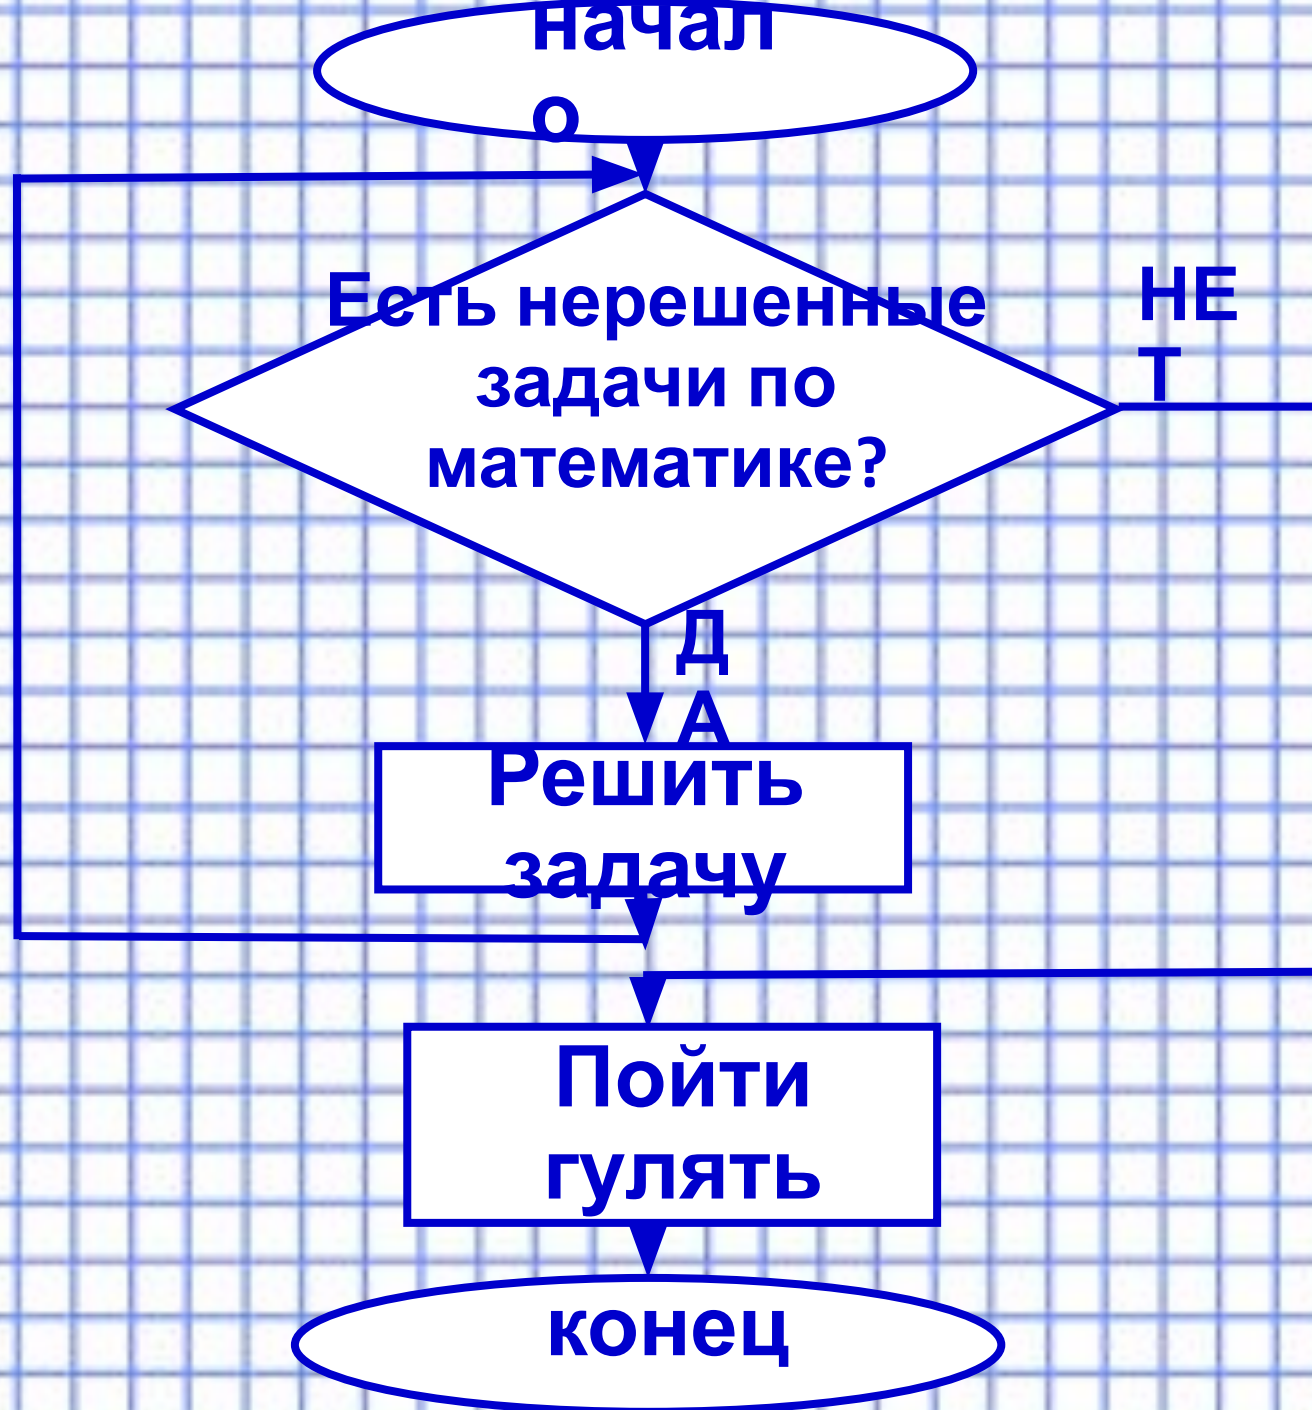 начал
о
Есть нерешенные
задачи по
математике?
НЕ
Т
Д
А
Решить
задачу
Пойти
гулять
конец